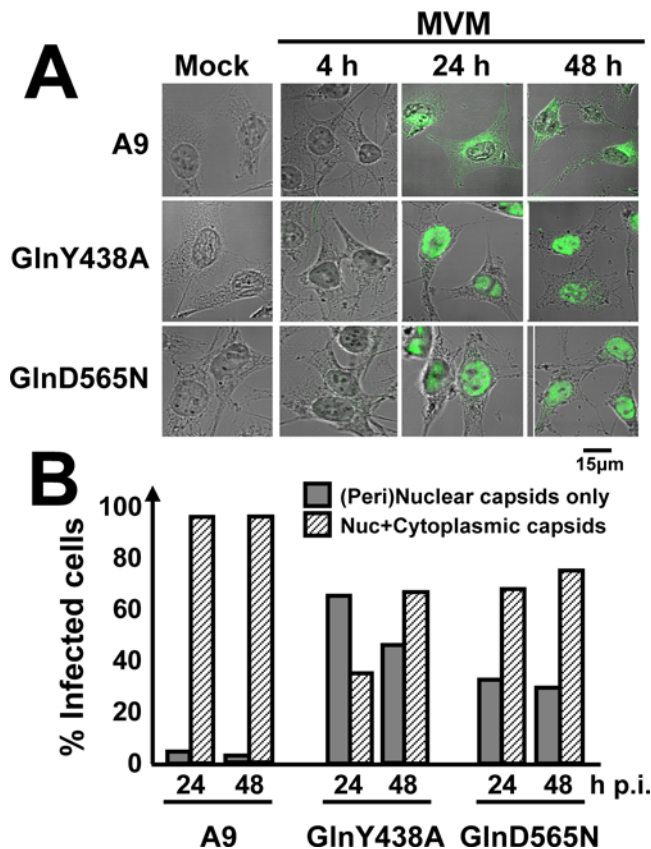 A
MVM
Mock 4 h 24 h 48 h
A9
GlnY438A
GlnD565N
15µm
B
(Peri)Nuclear capsids only
Nuc+Cytoplasmic capsids
% Infected cells
100
80
60
40
20
0
24 48 24 48 24 48 h p.i.
A9 GlnY438A GlnD565N